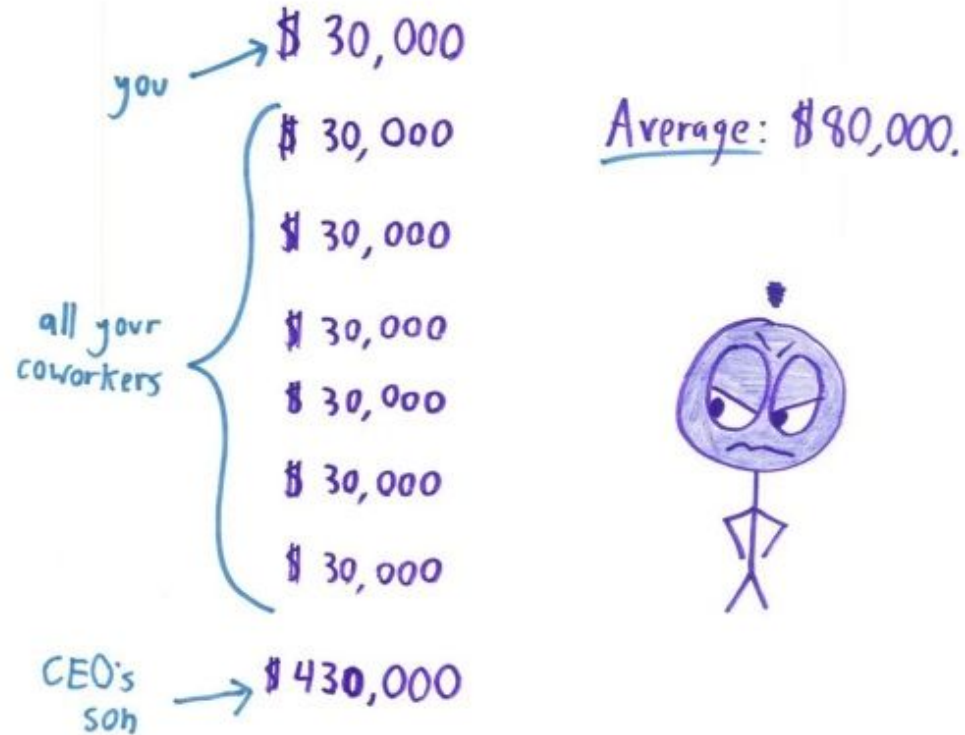 you
$ 30,000
$ 30,000
$ 30,000
all your
coworkers
$ 30,000
$ 30,000
$ 30,000
$ 30,000
CEO's
son
$ 430,000
Average: $80,000.